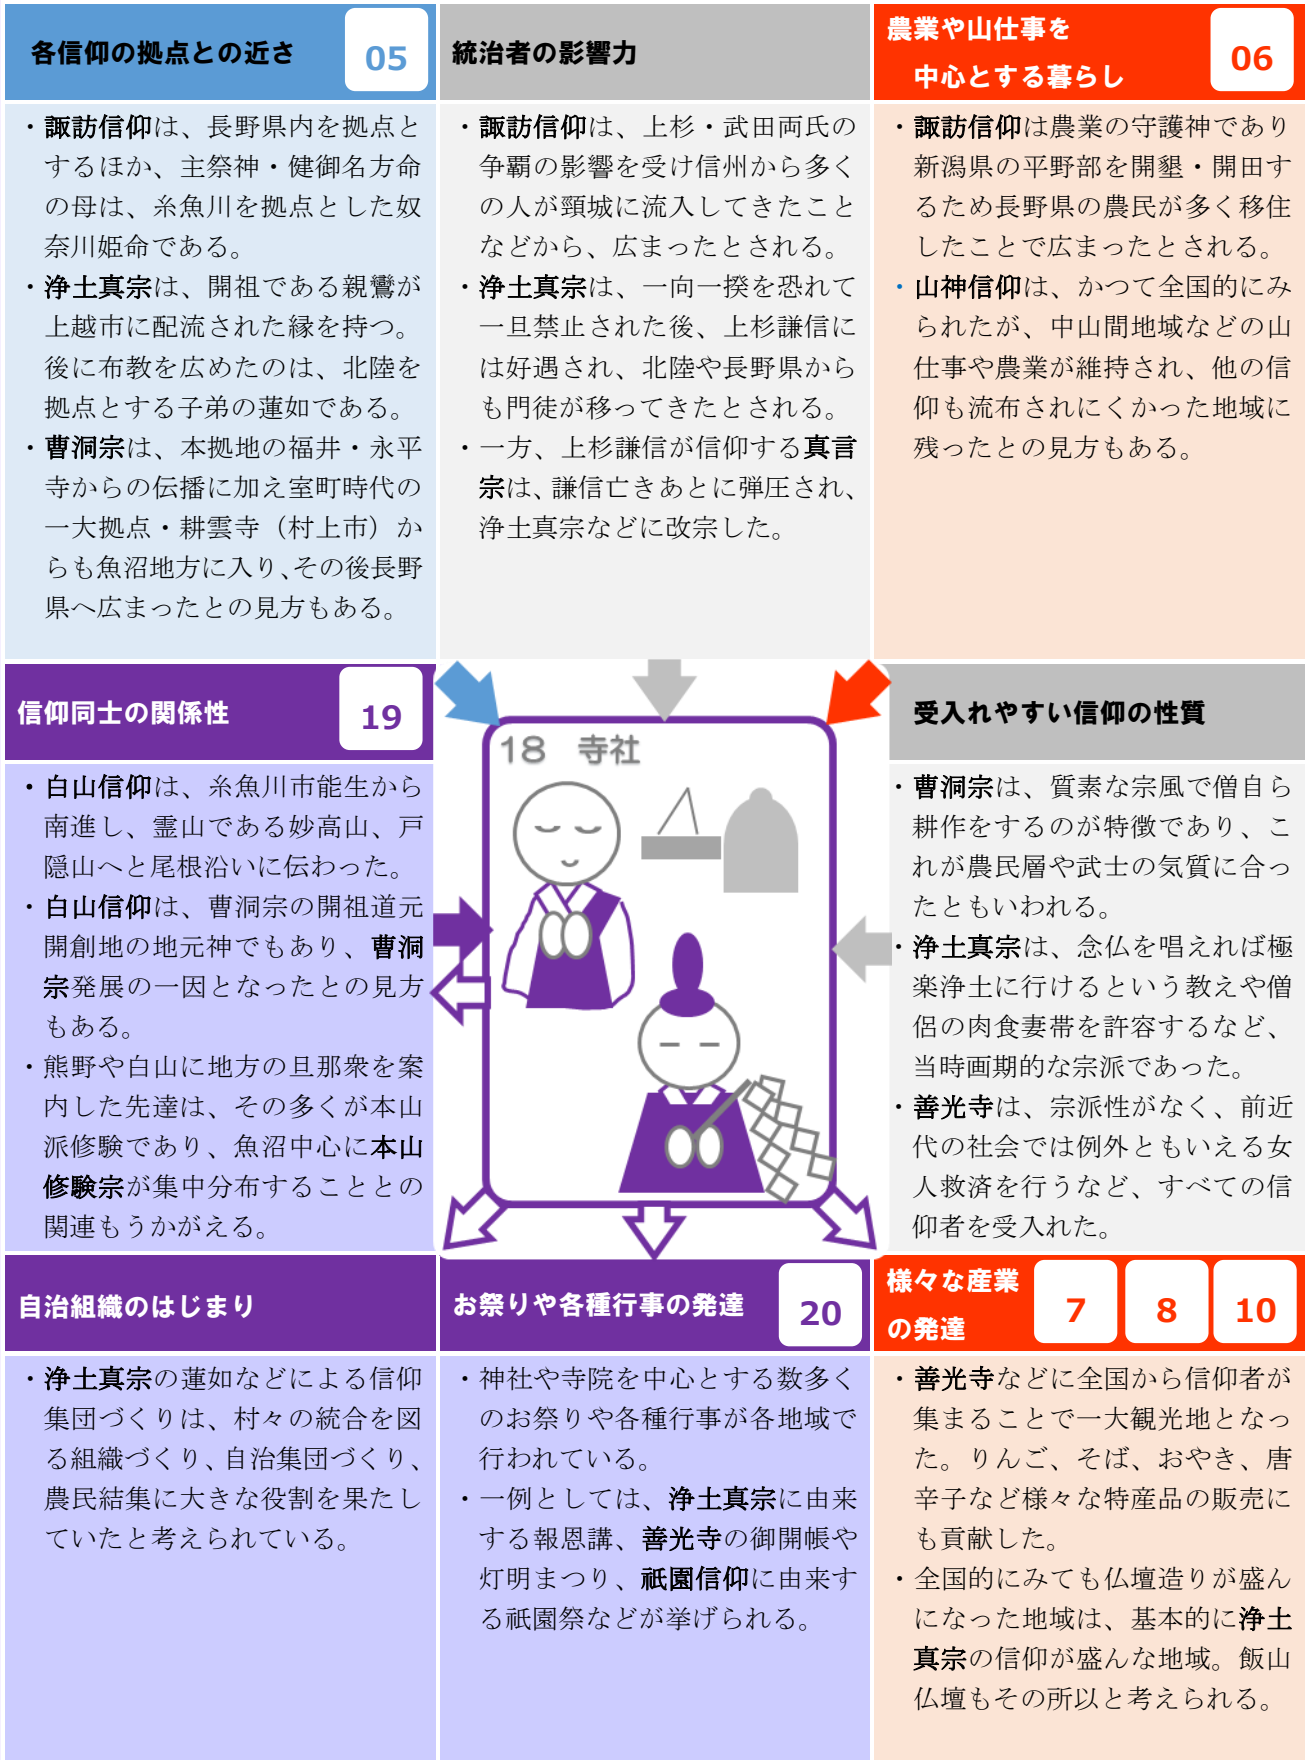 各信仰の拠点との近さ
05
・諏訪信仰は、長野県内を拠点と
するほか、主祭神・健御名方命
の母は、糸魚川を拠点とした奴
奈川姫命である。
・浄土真宗は、開祖である親鸞が
上越市に配流された縁を持つ。
後に布教を広めたのは、北陸を
拠点とする子弟の蓮如である。
・曹洞宗は、本拠地の福井・永平
寺からの伝播に加え室町時代の
一大拠点・耕雲寺（村上市）か
らも魚沼地方に入り、その後長野
県へ広まったとの見方もある。
統治者の影響力
・諏訪信仰は、上杉・武田両氏の
争覇の影響を受け信州から多く
の人が頸城に流入してきたこと
などから、広まったとされる。
・浄土真宗は、一向一揆を恐れて
一旦禁止された後、上杉謙信に
は好遇され、北陸や長野県から
も門徒が移ってきたとされる。
・一方、上杉謙信が信仰する真言
宗は、謙信亡きあとに弾圧され、
浄土真宗などに改宗した。
農業や山仕事を
中心とする暮らし
06
・諏訪信仰は農業の守護神であり
新潟県の平野部を開墾・開田す
るため長野県の農民が多く移住
したことで広まったとされる。
・山神信仰は、かつて全国的にみ
られたが、中山間地域などの山
仕事や農業が維持され、他の信
仰も流布されにくかった地域に
残ったとの見方もある。
信仰同士の関係性
19
・白山信仰は、糸魚川市能生から
南進し、霊山である妙高山、戸
隠山へと尾根沿いに伝わった。
・白山信仰は、曹洞宗の開祖道元
開創地の地元神でもあり、曹洞
宗発展の一因となったとの見方
もある。
・熊野や白山に地方の旦那衆を案
内した先達は、その多くが本山
派修験であり、魚沼中心に本山
修験宗が集中分布することとの
関連もうかがえる。
18 寺社
受入れやすい信仰の性質
・曹洞宗は、質素な宗風で僧自ら
耕作をするのが特徴であり、こ
れが農民層や武士の気質に合っ
たともいわれる。
・浄土真宗は、念仏を唱えれば極
楽浄土に行けるという教えや僧
侶の肉食妻帯を許容するなど、
当時画期的な宗派であった。
・善光寺は、宗派性がなく、前近
代の社会では例外ともいえる女
人救済を行うなど、すべての信
仰者を受入れた。
自治組織のはじまり
・浄土真宗の蓮如などによる信仰
集団づくりは、村々の統合を図
る組織づくり、自治集団づくり、
農民結集に大きな役割を果たし
ていたと考えられている。
お祭りや各種行事の発達
20
・神社や寺院を中心とする数多く
のお祭りや各種行事が各地域で
行われている。
・一例としては、浄土真宗に由来
する報恩講、善光寺の御開帳や
灯明まつり、祇園信仰に由来す
る祇園祭などが挙げられる。
様々な産業
の発達
7
8
10
・善光寺などに全国から信仰者が
集まることで一大観光地となっ
た。りんご、そば、おやき、唐
辛子など様々な特産品の販売に
も貢献した。
・全国的にみても仏壇造りが盛ん
になった地域は、基本的に浄土
真宗の信仰が盛んな地域。飯山
仏壇もその所以と考えられる。